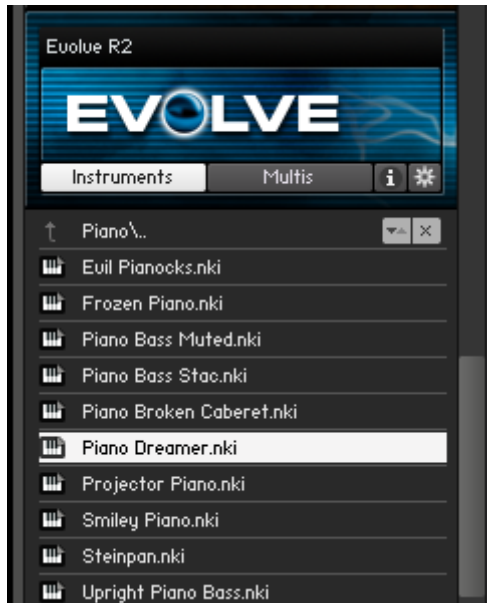 Evolve R2
EVOLVE
Instruments Multis i
Piano\..
Evil Pianocks.nki
Frozen Piano.nki
Piano Bass Muted.nki
Piano Bass Stac.nki
Piano Broken Caberet.nki
Piano Dreamer.nki
Projector Piano.nki
Smiley Piano.nki
Steinpan.nki
Upright Piano Bass.nki